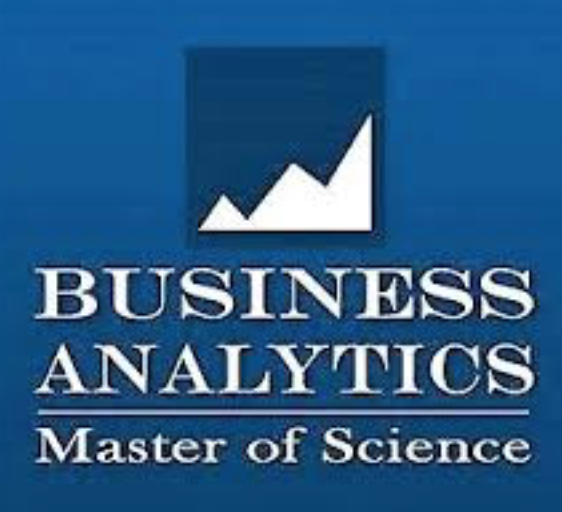 BUSINESS
ANALYTICS
Master of Science